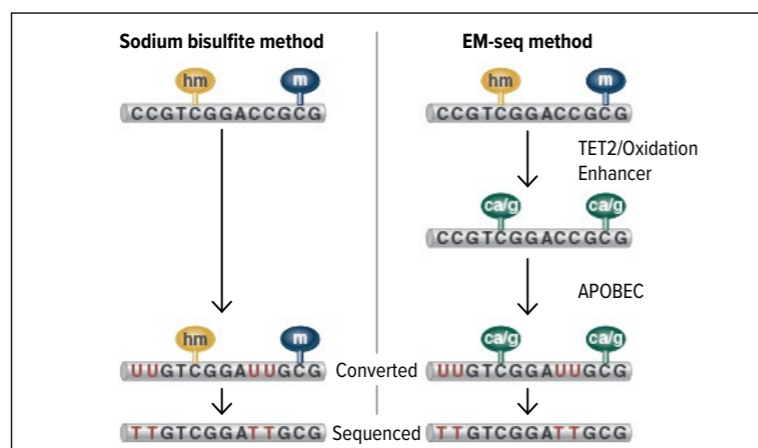 Sodium bisulfite method
EM-seq method
hm
m
CCGTCGGACCGCG
hm
m
CCGTCGGACCGCG
TET2/Oxidation
Enhancer
ca/g
ca/g
CCGTCGGACCGCG
APOBEC
hm
m
UUGTCGGAUUGCG
Converted
ca/g
ca/g
UUGTCGGAUUGCG
TTGTCGGATTGCG
Sequenced
TTGTCGGATTGCG